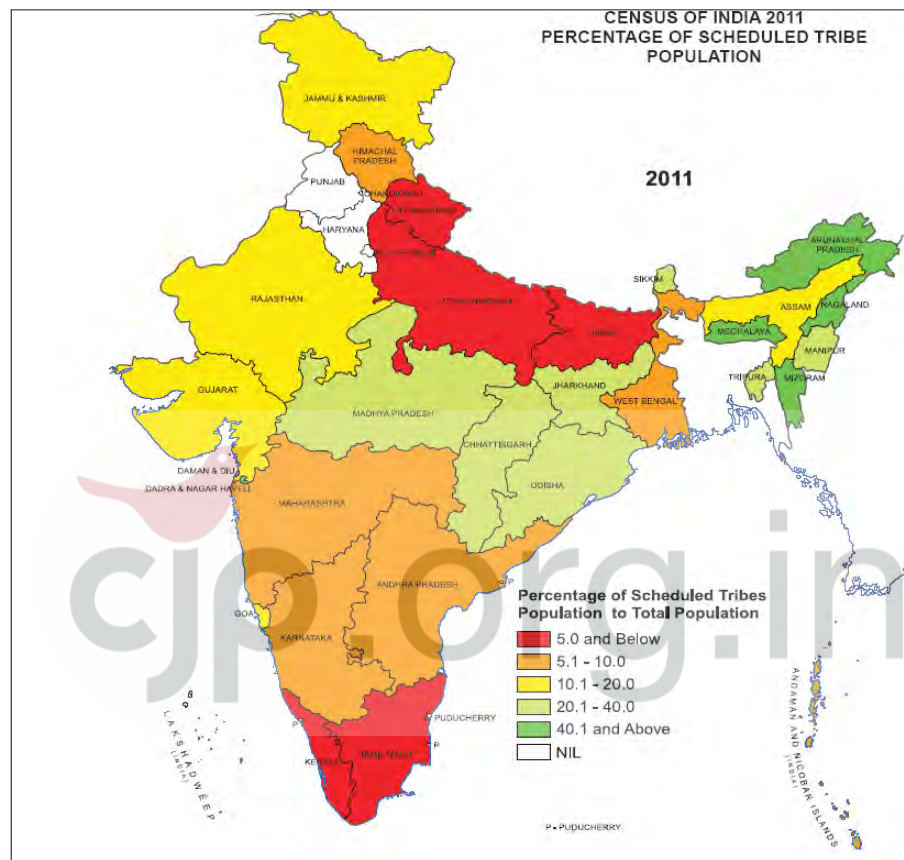 CENSUS OF INDIA 2011
PERCENTAGE OF SCHEDULED TRIBE
POPULATION
2011
JAMMU & KASHMIR
HIMACHAL
PRADESH
PUNJAB
CHANDIGARH
HARYANA
RAJASTHAN
SIKKIM
ARUNACHAL
PRADESH
ASSAM
NAGALAND
MEGHALAYA
MANIPUR
TRIPURA
MIZORAM
BIHAR
GUJARAT
MADHYA PRADESH
JHARKHAND
WEST BENGAL
CHHATTISGARH
ODISHA
DAMAN & DIU
DADRA & NAGAR HAVELI
MAHARASHTRA
ANDHRA PRADESH
P
GOA
KARNATAKA
cjp.org.in
Percentage of Scheduled Tribes
Population to Total Population
5.0 and Below
5.1 - 10.0
10.1 - 20.0
20.1 - 40.0
40.1 and Above
NIL
P
PUDUCHERRY
P
KERALA
TAMIL NADU
LAKSHADWEEP
(INDIA)
ANDAMAN AND NICOBAR ISLANDS
(INDIA)
P - PUDUCHERRY